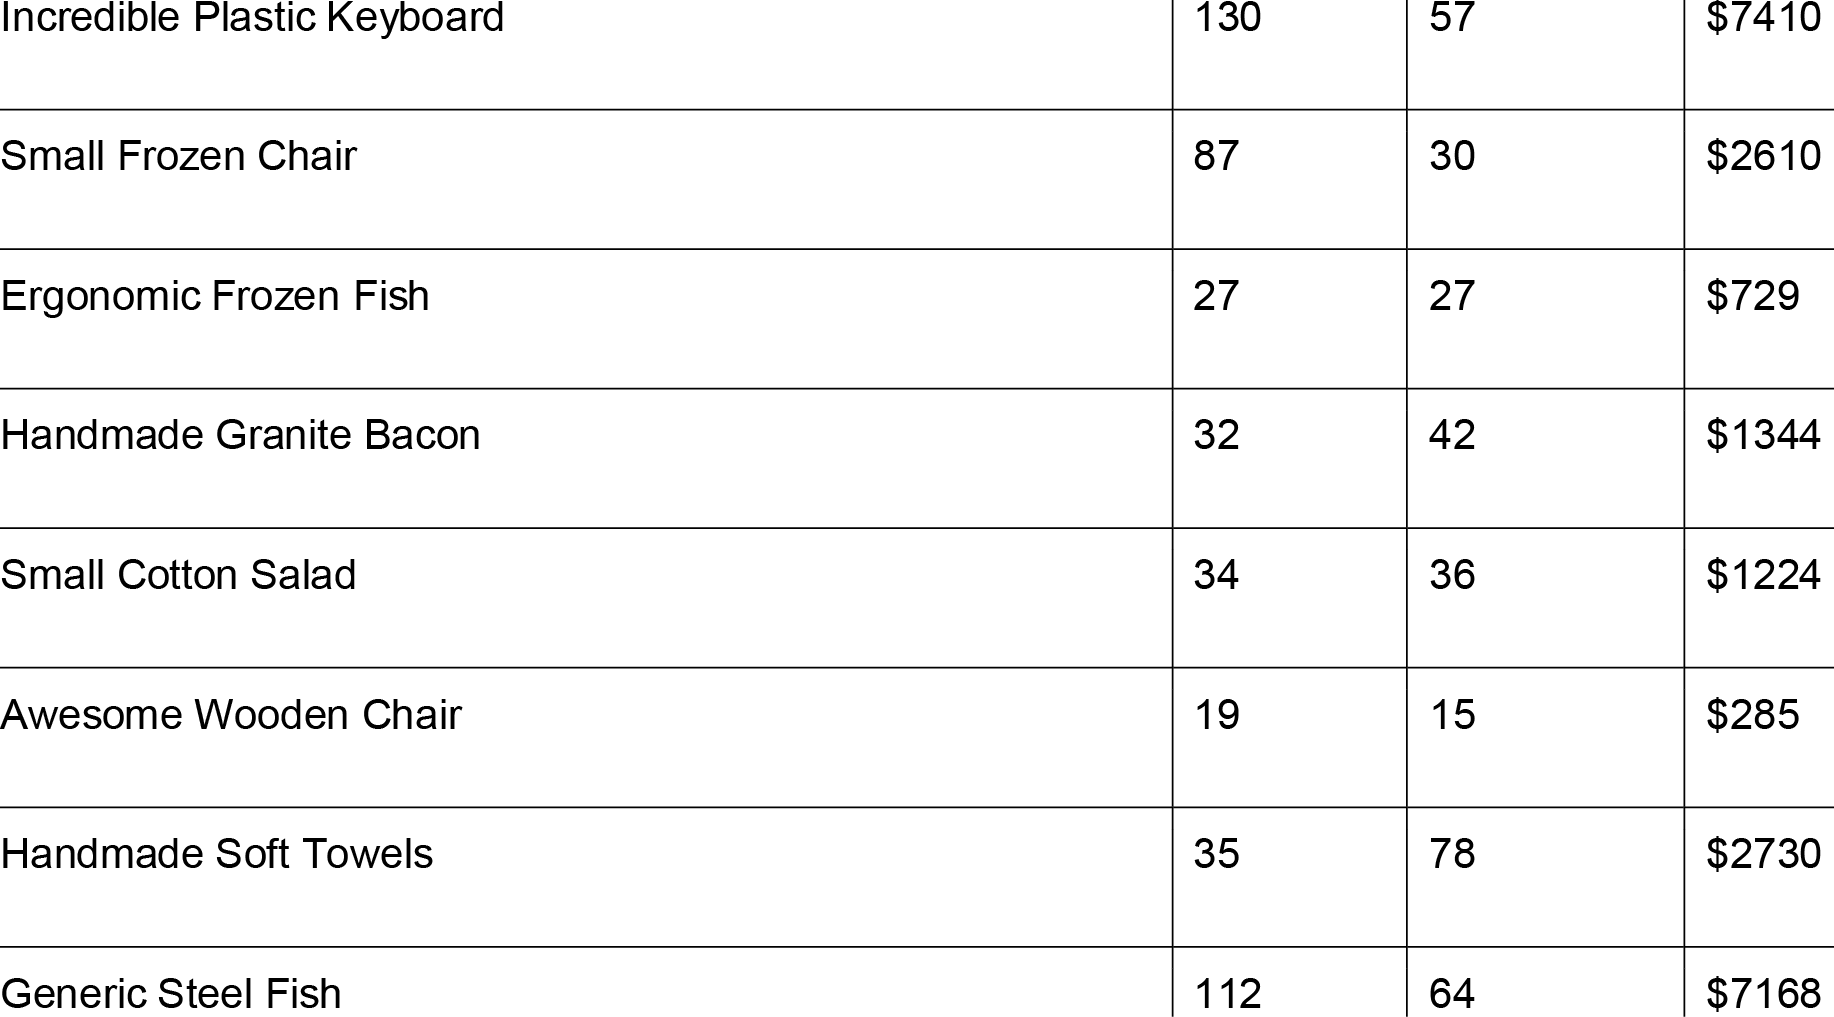 Incredible Plastic Keyboard 130 57 $7410
Small Frozen Chair 87 30 $2610
Ergonomic Frozen Fish 27 27 $729
Handmade Granite Bacon 32 42 $1344
Small Cotton Salad 34 36 $1224
Awesome Wooden Chair 19 15 $285
Handmade Soft Towels 35 78 $2730
Generic Steel Fish 112 64 $7168